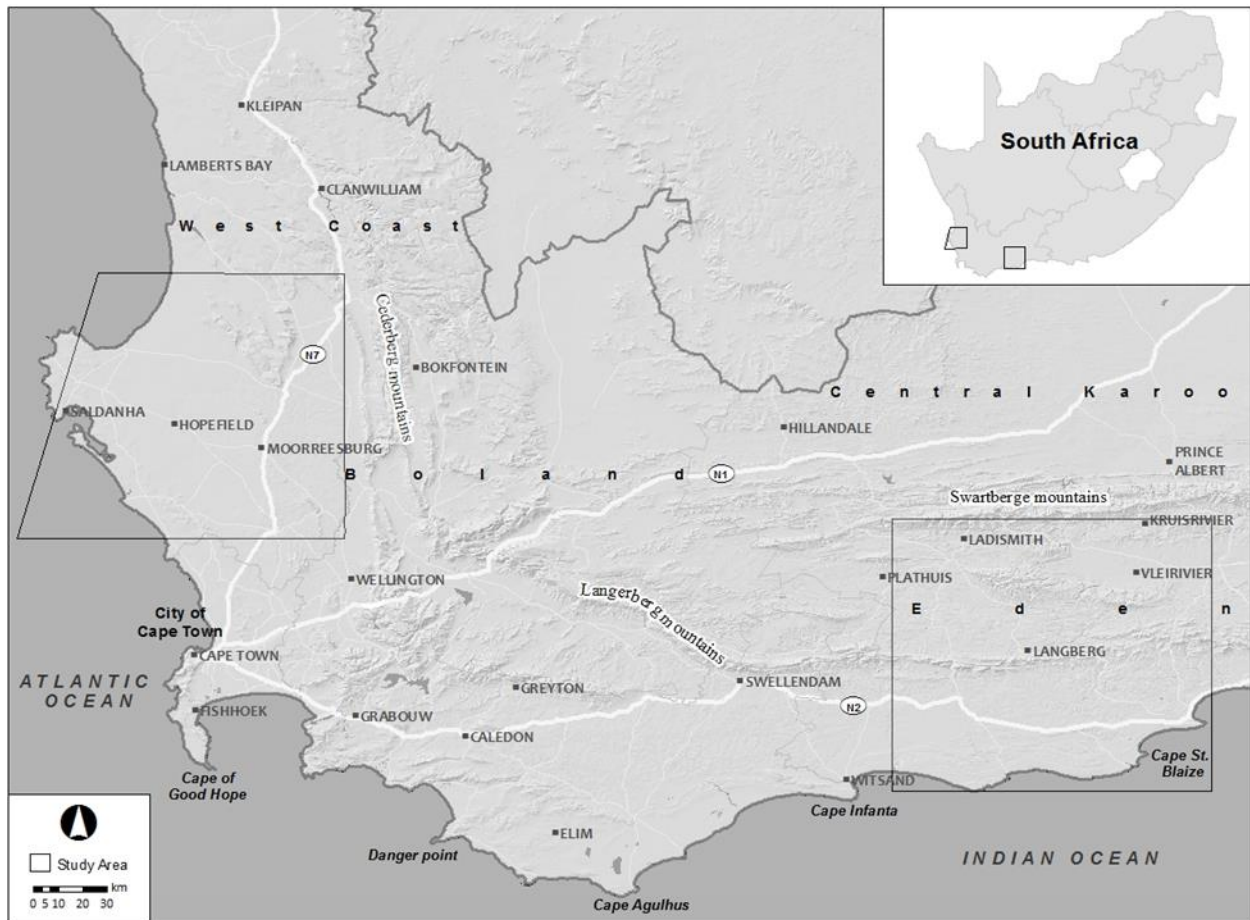 South Africa
KLEIPAN
LAMBERTS BAY
CLANWILLIAM
West Coast
Cederberg mountains
N7
BOKFONTEIN
Central Karoo
SALDANHA
HOPEFIELD
MOORREESBURG
HILLANDALE
PRINCE
ALBERT
Boland
N1
Swartberge mountains
KRUISRIVIER
LADISMITH
WELLINGTON
PLATHUIS
VLEIRIVIER
Langerberg mountains
Eden
City of
Cape Town
CAPE TOWN
LANGBERG
ATLANTIC
OCEAN
GREYTON
SWELLENDAM
FISHHOEK
GRABOUW
N2
CALEDON
Cape St.
Blaize
Cape of
Good Hope
WITSAND
Cape Infanta
ELIM
Danger point
INDIAN OCEAN
Study Area
km
0 5 10 20 30
Cape Agulhus